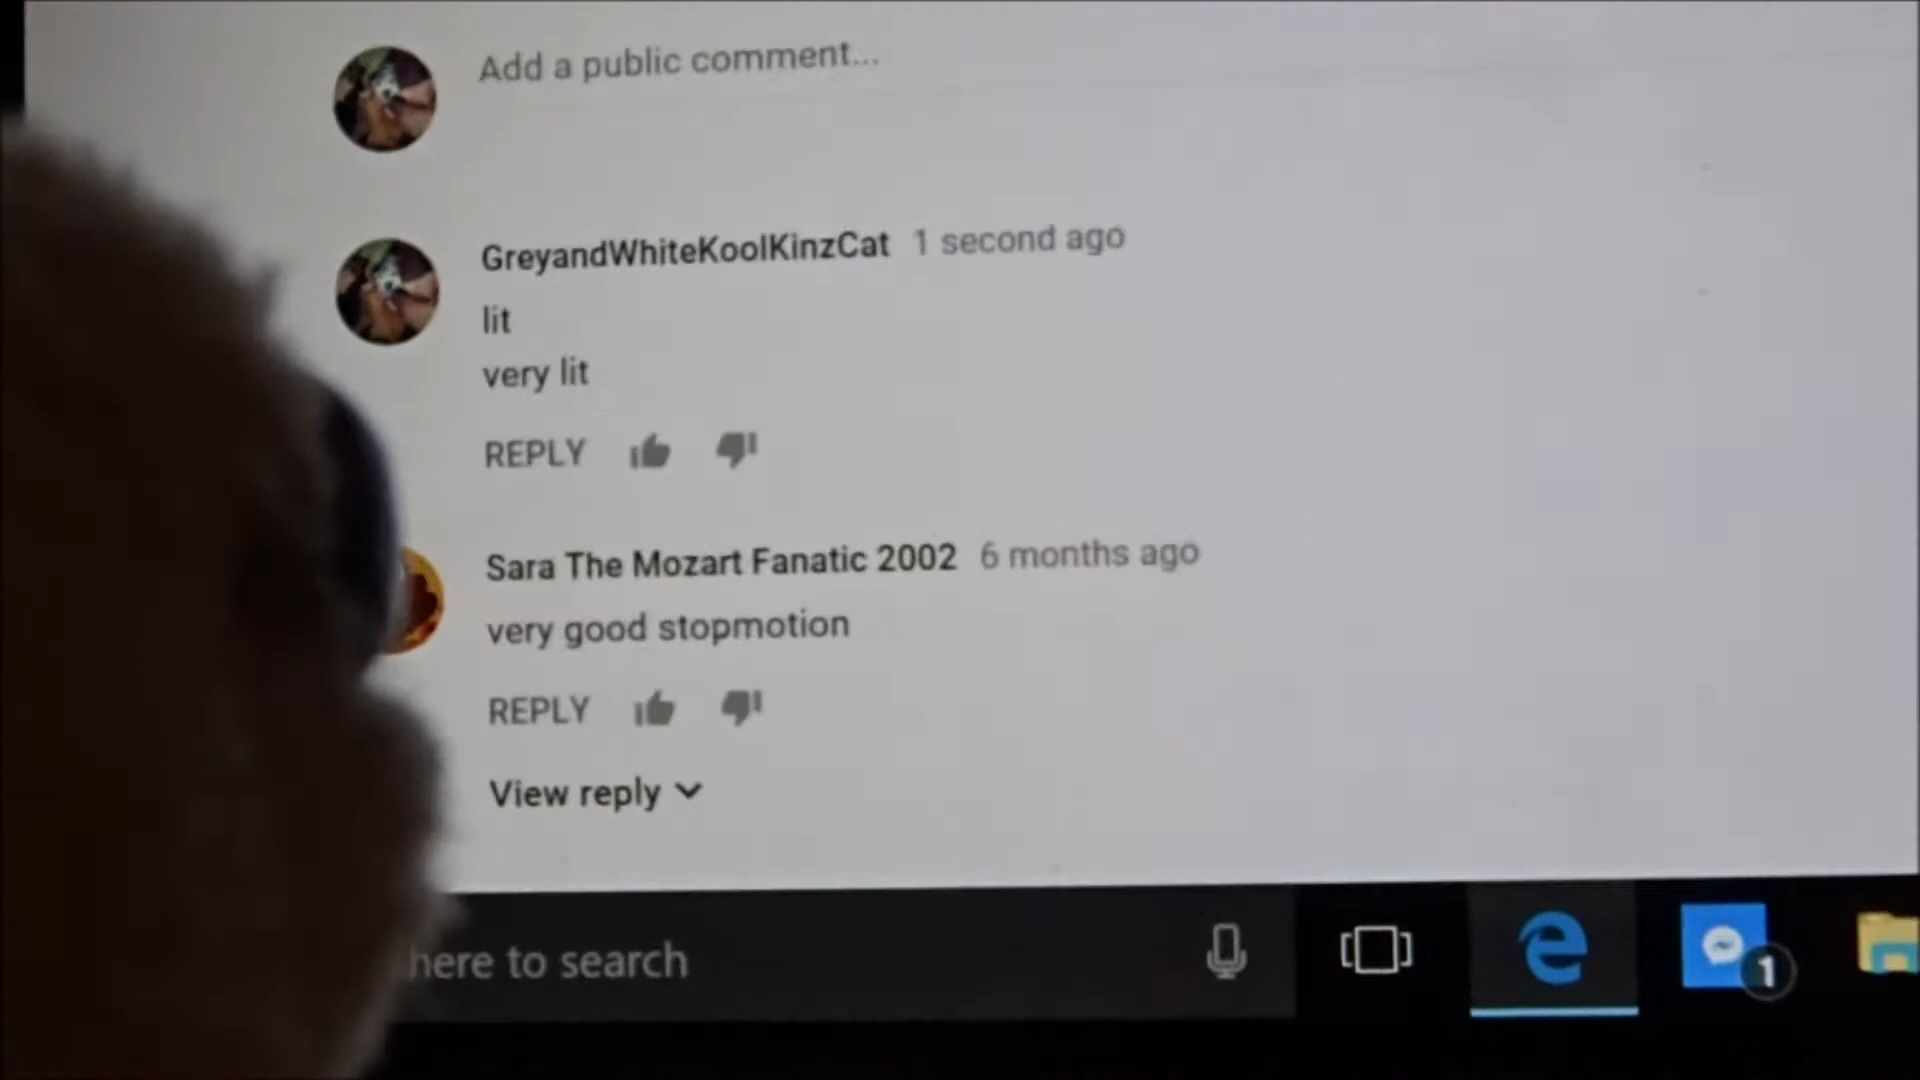 Add a public comment...
GreyandWhiteKoolKinzCat 1 second ago
lit
very lit
REPLY
Sara The Mozart Fanatic 2002 6 months ago
very good stopmotion
REPLY
View reply
here to search
1